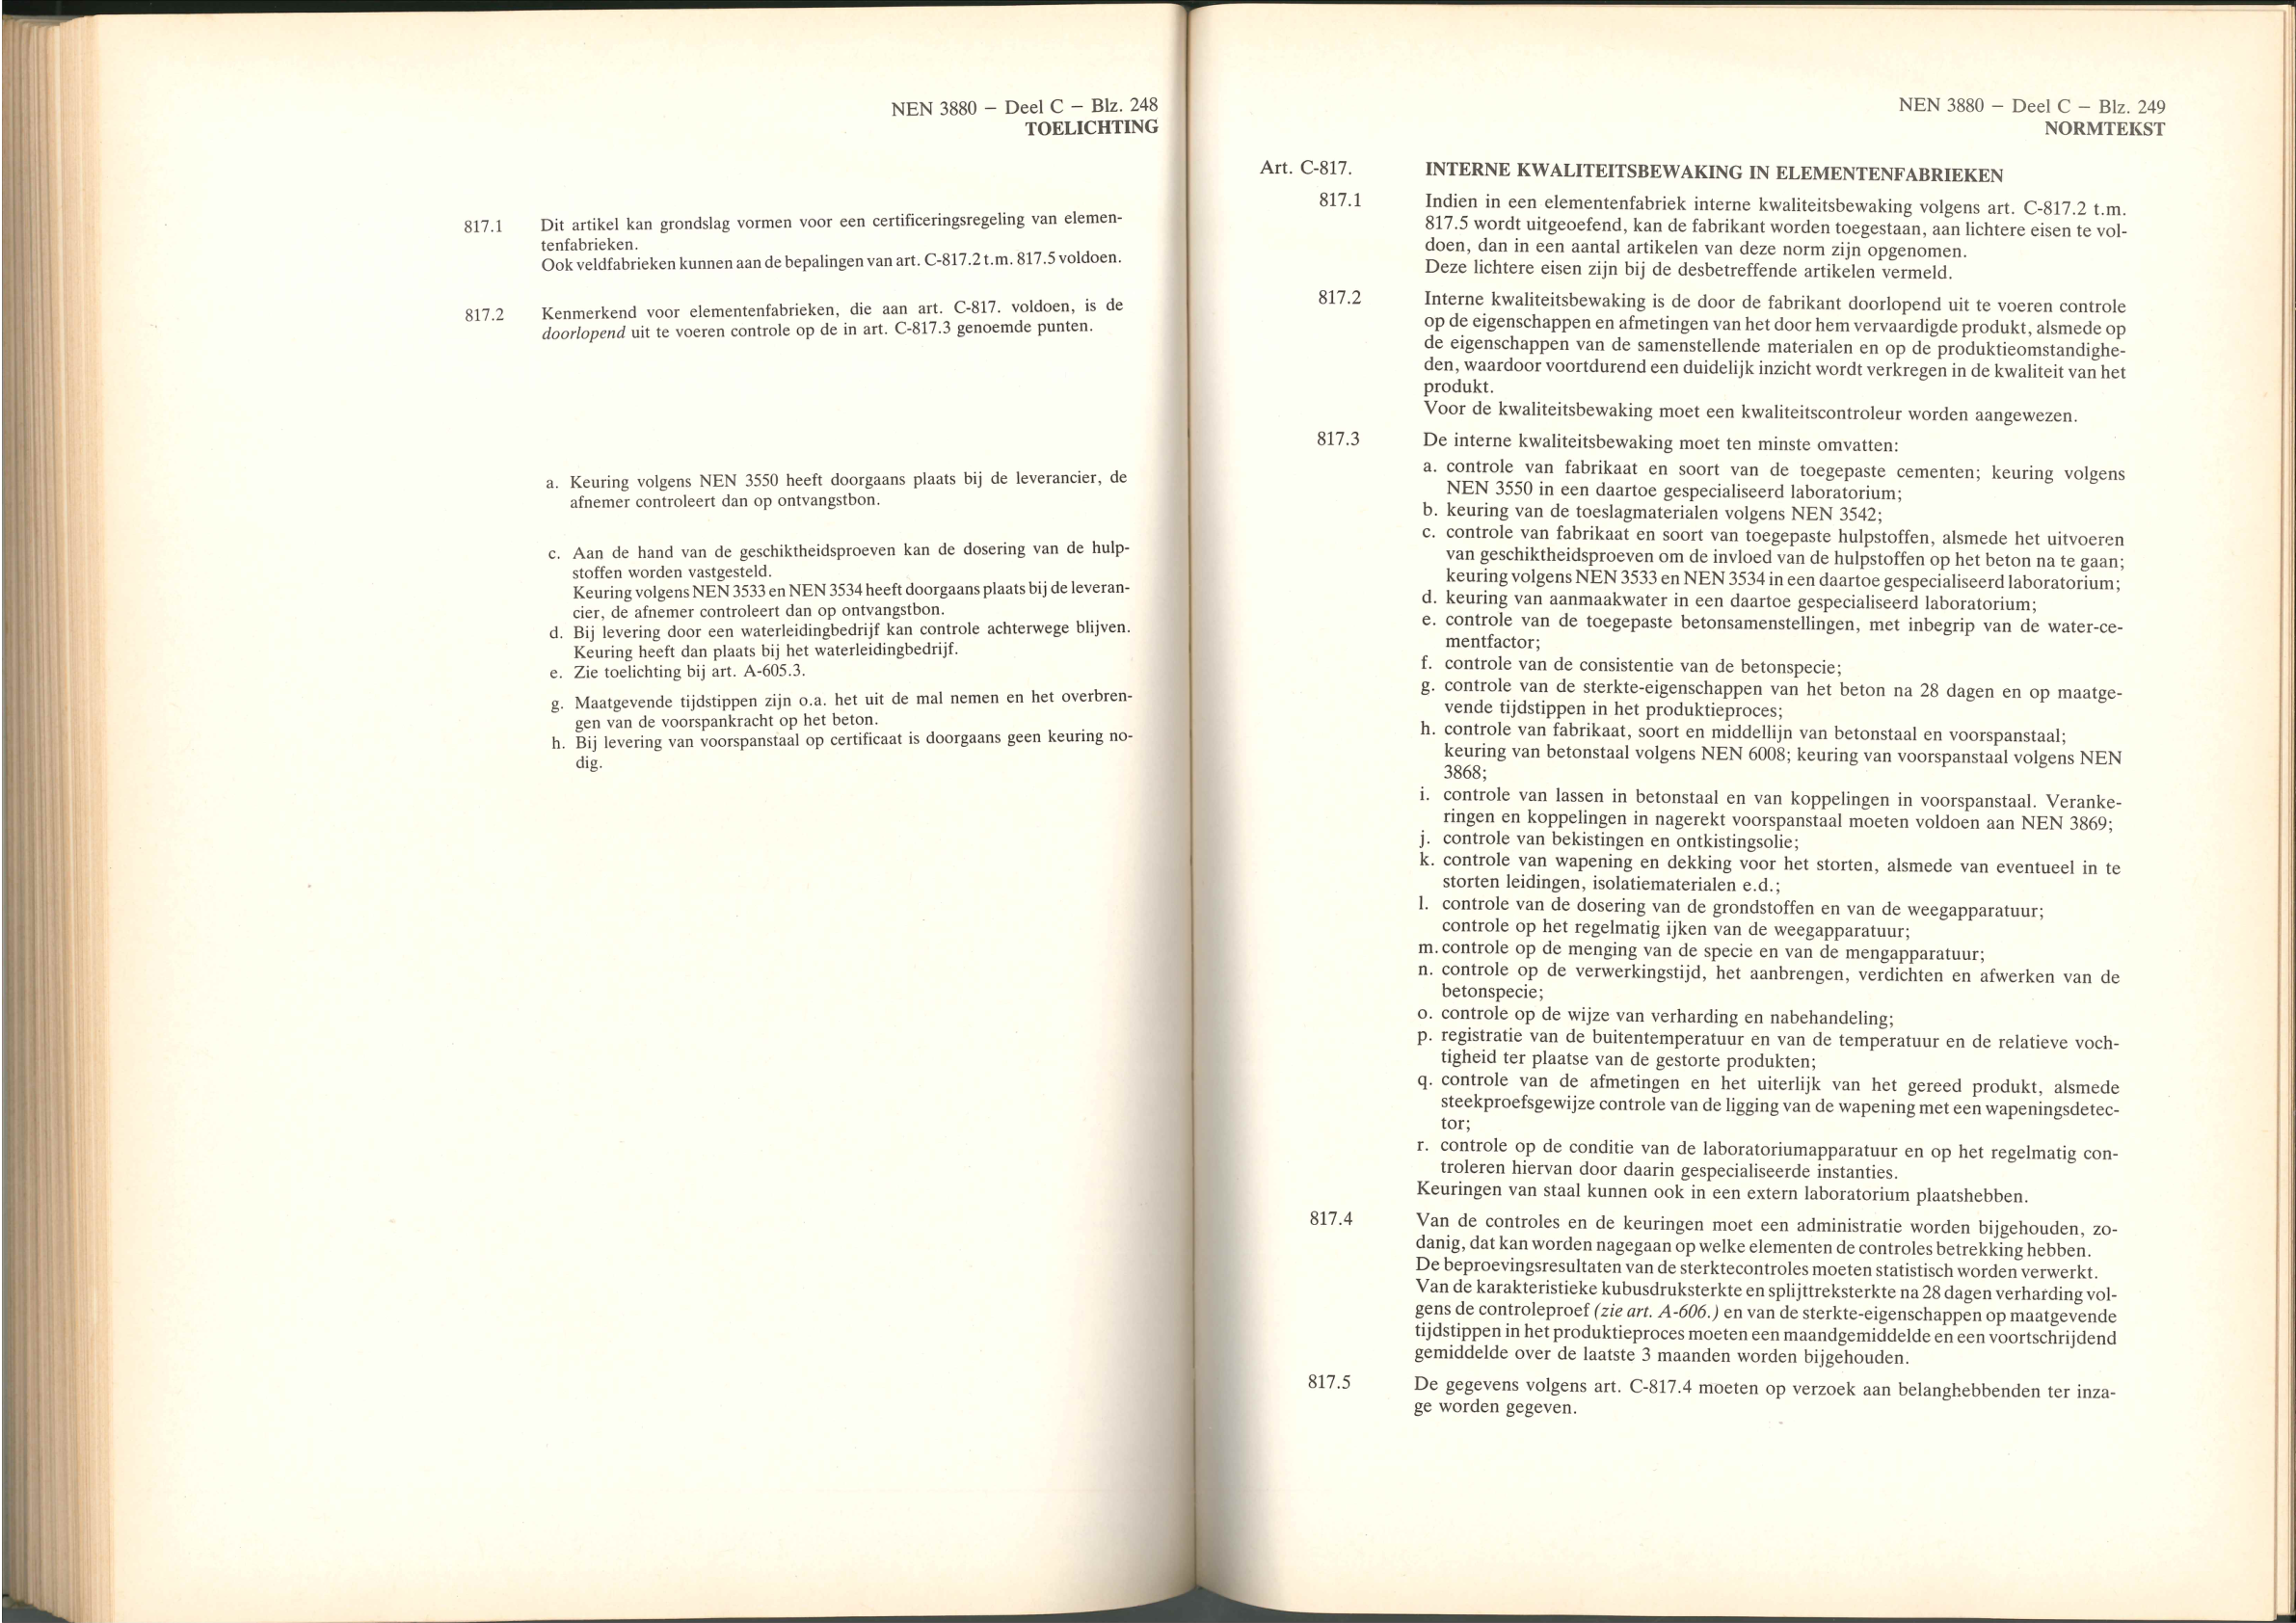 NEN 3880 — Deel C — Blz. 248
TOELICHTING
817.1 Dit artikel kan grondslag vormen voor een certificeringsregeling van elemen-
tenfabrieken.
Ook veldfabrieken kunnen aan de bepalingen van art. C-817.2 t.m. 817.5 voldoen.
817.2 Kenmerkend voor elementenfabrieken, die aan art. C-817. voldoen, is de
doorlopend uit te voeren controle op de in art. C-817.3 genoemde punten.
a. Keuring volgens NEN 3550 heeft doorgaans plaats bij de leverancier, de
afnemer controleert dan op ontvangstbon.
c. Aan de hand van de geschiktheidsproeven kan de dosering van de hulp-
stoffen worden vastgesteld.
Keuring volgens NEN 3533 en NEN 3534 heeft doorgaans plaats bij de leveran-
cier, de afnemer controleert dan op ontvangstbon.
d. Bij levering door een waterleidingbedrijf kan controle achterwege blijven.
Keuring heeft dan plaats bij het waterleidingbedrijf.
e. Zie toelichting bij art. A-605.3.
g. Maatgevende tijdstippen zijn o.a. het uit de mal nemen en het overbren-
gen van de voorspankracht op het beton.
h. Bij levering van voorspanstaal op certificaat is doorgaans geen keuring no-
dig.
NEN 3880 — Deel C — Blz. 249
NORMTEKST
Art. C-817. INTERNE KWALITEITSBEWAKING IN ELEMENTENFABRIEKEN
817.1 Indien in een elementenfabriek interne kwaliteitsbewaking volgens art. C-817.2 t.m.
817.5 wordt uitgeoefend, kan de fabrikant worden toegestaan, aan lichtere eisen te vol-
doen, dan in een aantal artikelen van deze norm zijn opgenomen.
Deze lichtere eisen zijn bij de desbetreffende artikelen vermeld.
817.2 Interne kwaliteitsbewaking is de door de fabrikant doorlopend uit te voeren controle
op de eigenschappen en afmetingen van het door hem vervaardigde produkt, alsmede op
de eigenschappen van de samenstellende materialen en op de produktieomstandighe-
den, waardoor voortdurend een duidelijk inzicht wordt verkregen in de kwaliteit van het
produkt.
Voor de kwaliteitsbewaking moet een kwaliteitscontroleur worden aangewezen.
817.3 De interne kwaliteitsbewaking moet ten minste omvatten:
a. controle van fabrikaat en soort van de toegepaste cementen; keuring volgens
NEN 3550 in een daartoe gespecialiseerd laboratorium;
b. keuring van de toeslagmaterialen volgens NEN 3542;
c. controle van fabrikaat en soort van toegepaste hulpstoffen, alsmede het uitvoeren
van geschiktheidsproeven om de invloed van de hulpstoffen op het beton na te gaan;
keuring volgens NEN 3533 en NEN 3534 in een daartoe gespecialiseerd laboratorium;
d. keuring van aanmaakwater in een daartoe gespecialiseerd laboratorium;
e. controle van de toegepaste betonsamenstellingen, met inbegrip van de water-ce-
mentfactor;
f. controle van de consistentie van de betonspecie;
g. controle van de sterkte-eigenschappen van het beton na 28 dagen en op maatge-
vende tijdstippen in het produktieproces;
h. controle van fabrikaat, soort en middellijn van betonstaal en voorspanstaal;
keuring van betonstaal volgens NEN 6008; keuring van voorspanstaal volgens NEN
3868;
i. controle van lassen in betonstaal en van koppelingen in voorspanstaal. Veranke-
ringen en koppelingen in nagerekt voorspanstaal moeten voldoen aan NEN 3869;
j. controle van bekistingen en ontkistingsolie;
k. controle van wapening en dekking voor het storten, alsmede van eventueel in te
storten leidingen, isolatiematerialen e.d.;
l. controle van de dosering van de grondstoffen en van de weegapparatuur;
controle op het regelmatig ijken van de weegapparatuur;
m. controle op de menging van de specie en van de mengapparatuur;
n. controle op de verwerkingstijd, het aanbrengen, verdichten en afwerken van de
betonspecie;
o. controle op de wijze van verharding en nabehandeling;
p. registratie van de buitentemperatuur en van de temperatuur en de relatieve voch-
tigheid ter plaatse van de gestorte produkten;
q. controle van de afmetingen en het uiterlijk van het gereed produkt, alsmede
steekproefsgewijze controle van de ligging van de wapening met een wapeningsdetec-
tor;
r. controle op de conditie van de laboratoriumapparatuur en op het regelmatig con-
troleren hiervan door daarin gespecialiseerde instanties.
Keuringen van staal kunnen ook in een extern laboratorium plaatshebben.
817.4 Van de controles en de keuringen moet een administratie worden bijgehouden, zo-
danig, dat kan worden nagegaan op welke elementen de controles betrekking hebben.
De beproevingsresultaten van de sterktecontroles moeten statistisch worden verwerkt.
Van de karakteristieke kubusdruksterkte en splijttreksterkte na 28 dagen verharding vol-
gens de controleproef (zie art. A-606.) en van de sterkte-eigenschappen op maatgevende
tijdstippen in het produktieproces moeten een maandgemiddelde en een voortschrijdend
gemiddelde over de laatste 3 maanden worden bijgehouden.
817.5 De gegevens volgens art. C-817.4 moeten op verzoek aan belanghebbenden ter inza-
ge worden gegeven.